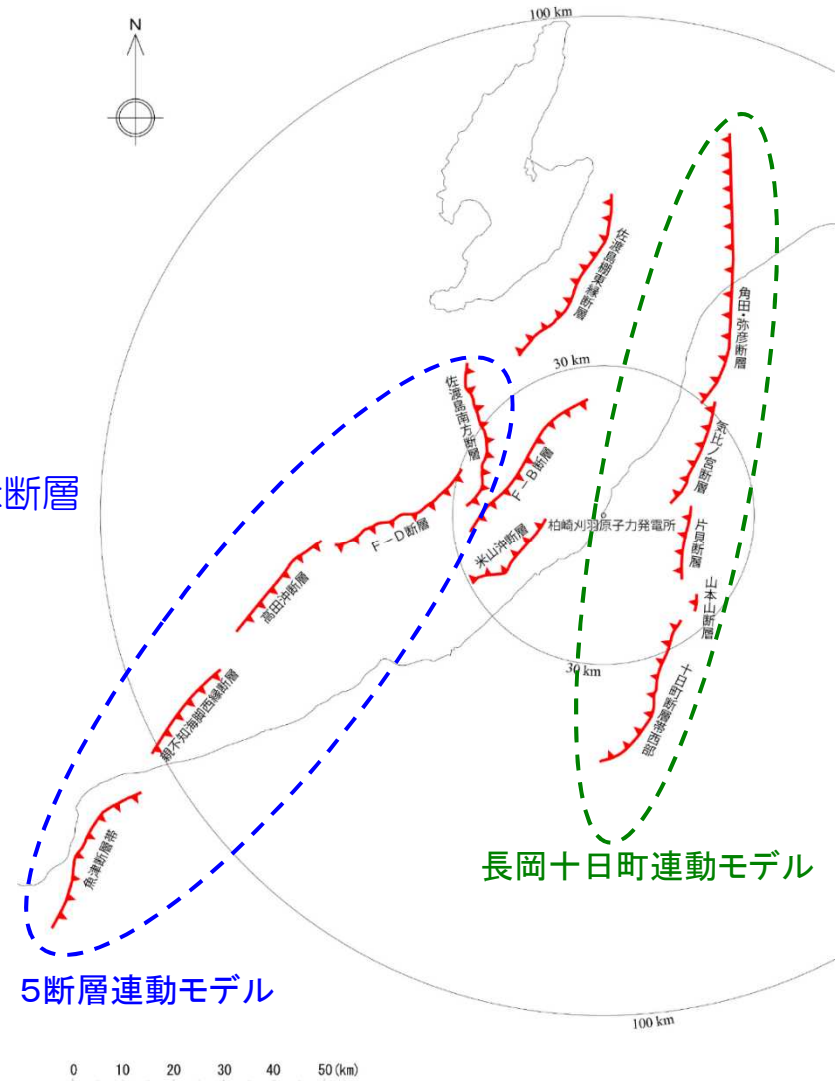 100 km
N
佐渡島棚東縁断層
角田・弥彦断層
30 km
佐渡島南方断層
気比ノ宮断層
F－B断層
断層
F－D断層
米山沖断層
柏崎刈羽原子力発電所
片貝断層
高田沖断層
山本山断層
30 km
十日町断層帯西部
親不知海脚西縁断層
魚津断層帯
長岡十日町連動モデル
5断層連動モデル
100 km
0 10 20 30 40 50(km)